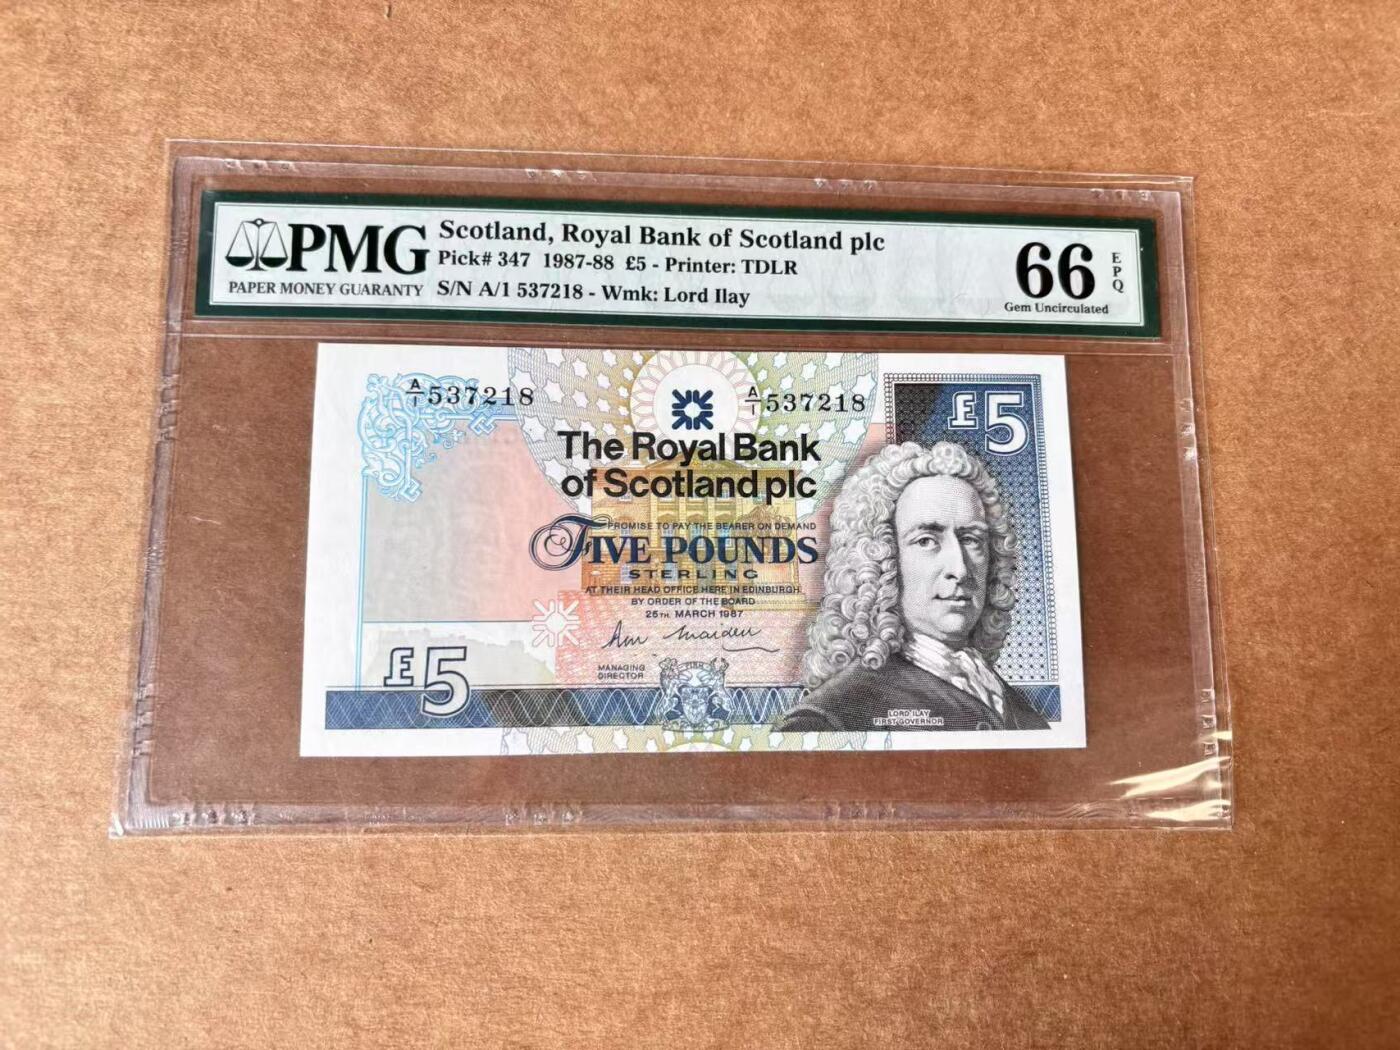 PMG
PAPER MONEY GUARANTY
Scotland, Royal Bank of Scotland plc
Pick# 347 1987-88 £5 - Printer: TDLR
S/N A/1 537218 - Wmk: Lord Ilay
66
EPQ
Gem Uncirculated
A/1 537218
A/1 537218
£5
The Royal Bank
of Scotland plc
PROMISE TO PAY THE BEARER ON DEMAND
FIVE POUNDS
STERLING
AT THEIR HEAD OFFICE HERE IN EDINBURGH
BY ORDER OF THE BOARD
25TH MARCH 1987
MANAGING
DIRECTOR
£5
LORD ILAY
FIRST GOVERNOR